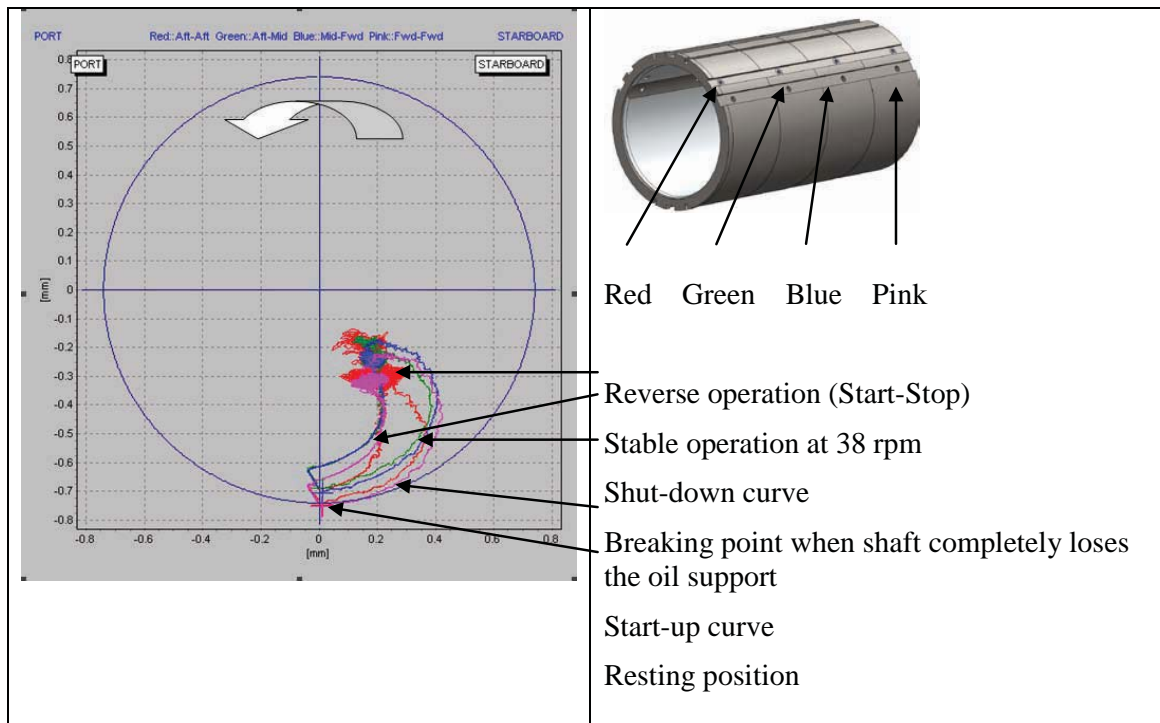 PORT Red::Aft-Aft Green::Aft-Mid Blue::Mid-Fwd Pink::Fwd-Fwd STARBOARD
PORT STARBOARD
0.8
0.7
0.6
0.5
0.4
0.3
0.2
0.1
0
-0.1
-0.2
-0.3
-0.4
-0.5
-0.6
-0.7
-0.8
[mm]
-0.8 -0.6 -0.4 -0.2 0 0.2 0.4 0.6 0.8
[mm]
Red Green Blue Pink
Reverse operation (Start-Stop)
Stable operation at 38 rpm
Shut-down curve
Breaking point when shaft completely loses
the oil support
Start-up curve
Resting position